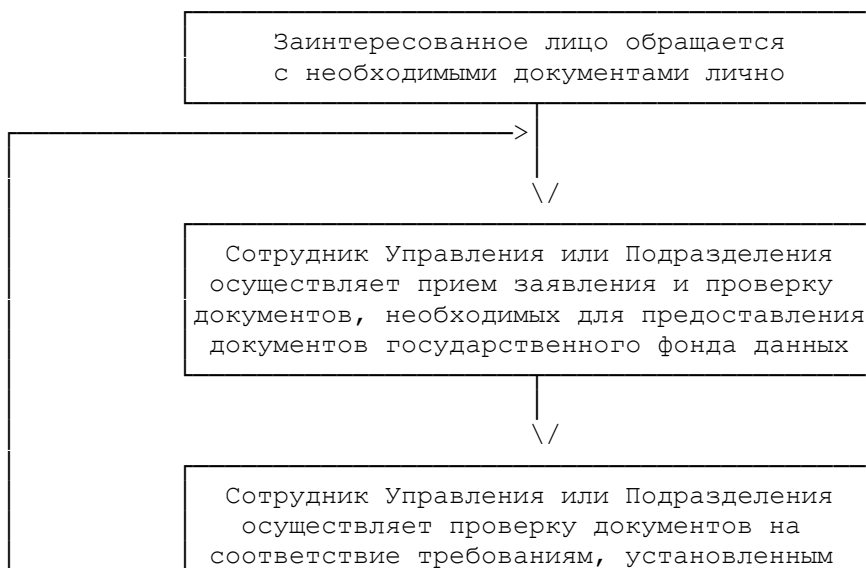 Заинтересованное лицо обращается
с необходимыми документами лично
>
\/
Сотрудник Управления или Подразделения
осуществляет прием заявления и проверку
документов, необходимых для предоставления
документов государственного фонда данных
\/
Сотрудник Управления или Подразделения
осуществляет проверку документов на
соответствие требованиям, установленным